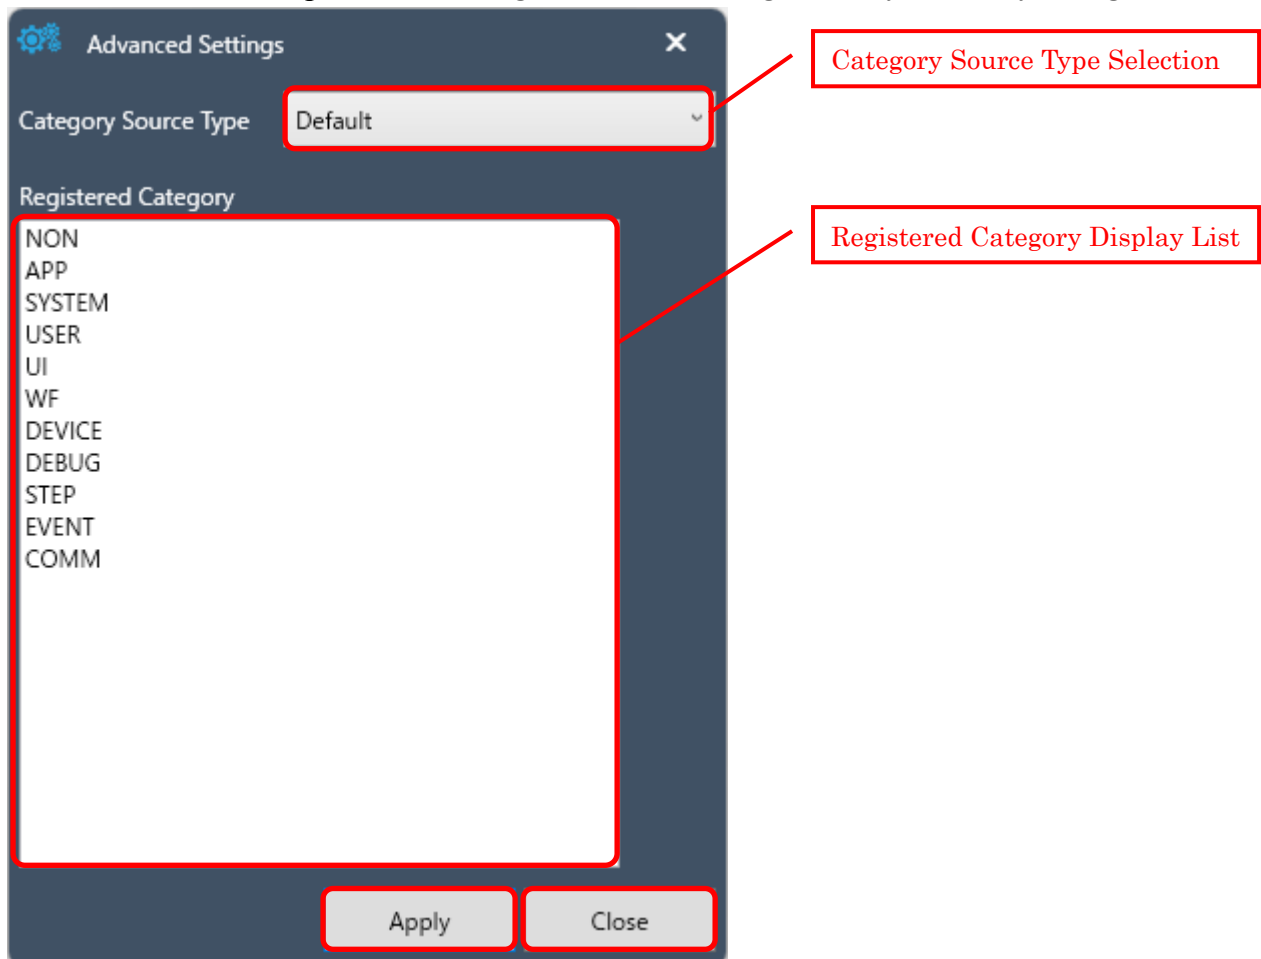 Advanced Settings
Category Source Type Selection
Category Source Type Default
Registered Category
Registered Category Display List
NON
APP
SYSTEM
USER
UI
WF
DEVICE
DEBUG
STEP
EVENT
COMM
Apply Close